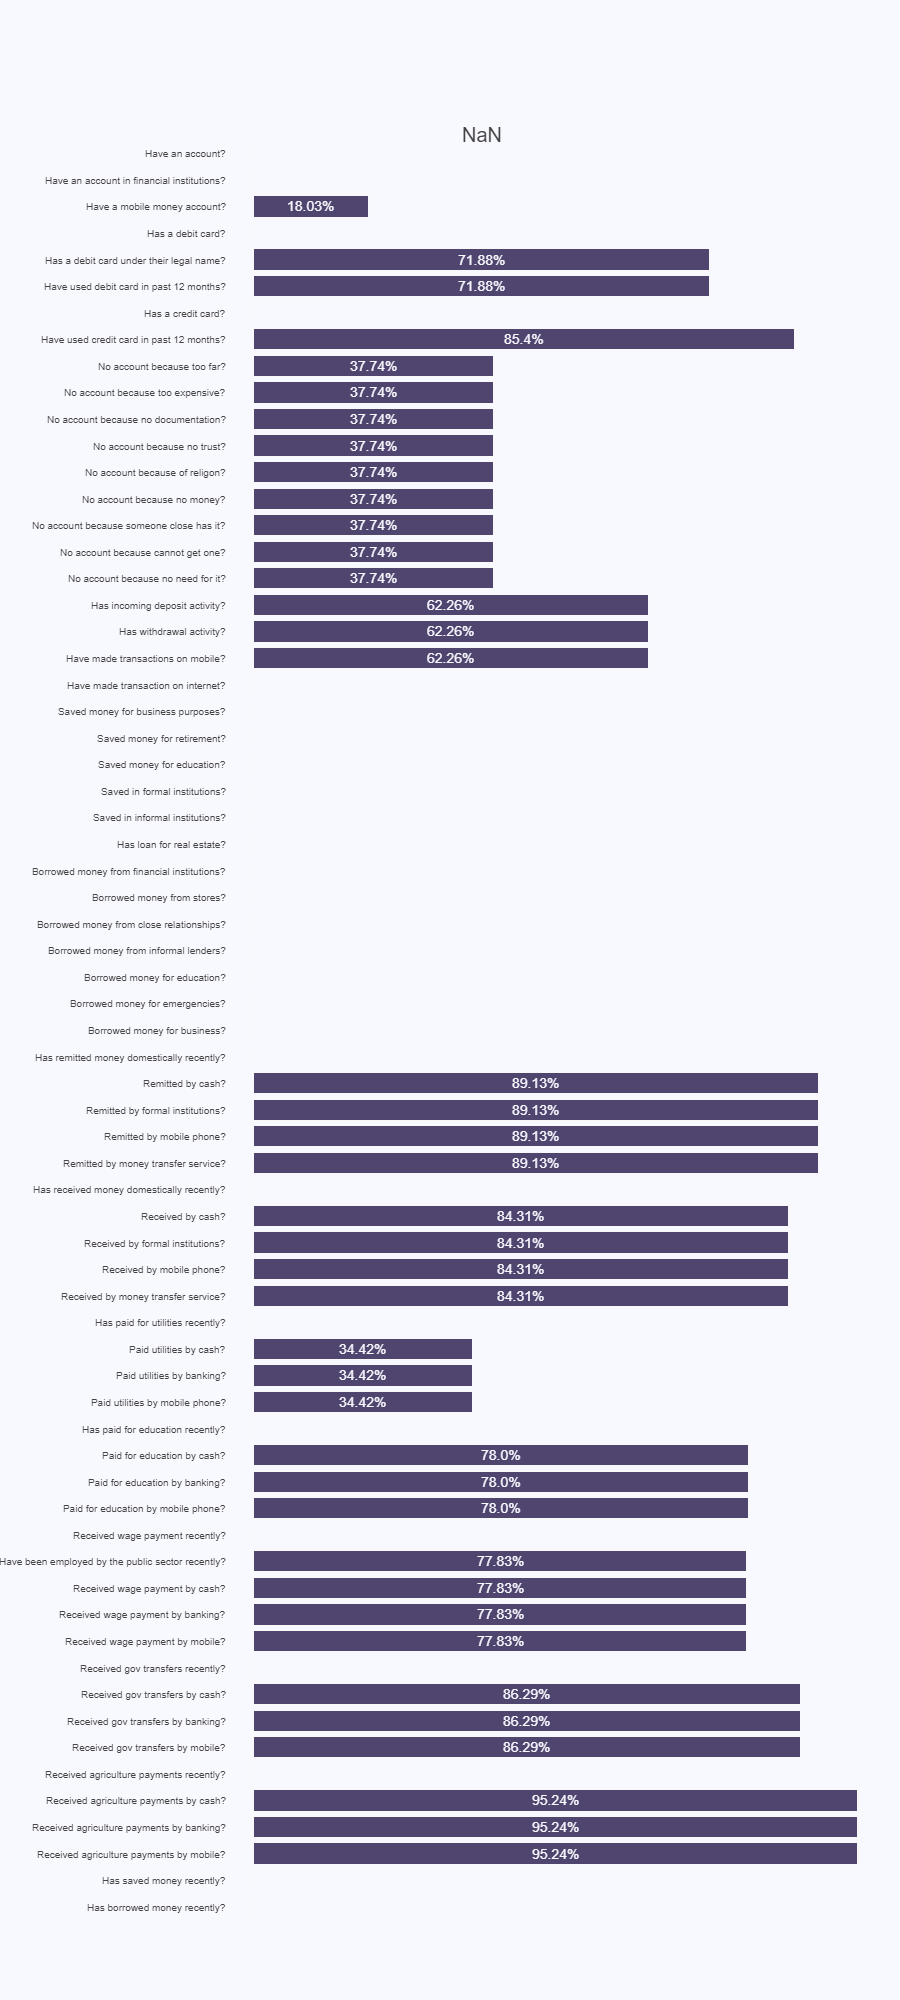 NaN
Have an account?
Have an account in financial institutions?
Have a mobile money account? 18.03%
Has a debit card?
Has a debit card under their legal name? 71.88%
Have used debit card in past 12 months? 71.88%
Has a credit card?
Have used credit card in past 12 months? 85.4%
No account because too far? 37.74%
No account because too expensive? 37.74%
No account because no documentation? 37.74%
No account because no trust? 37.74%
No account because of religon? 37.74%
No account because no money? 37.74%
No account because someone close has it? 37.74%
No account because cannot get one? 37.74%
No account because no need for it? 37.74%
Has incoming deposit activity? 62.26%
Has withdrawal activity? 62.26%
Have made transactions on mobile? 62.26%
Have made transaction on internet?
Saved money for business purposes?
Saved money for retirement?
Saved money for education?
Saved in formal institutions?
Saved in informal institutions?
Has loan for real estate?
Borrowed money from financial institutions?
Borrowed money from stores?
Borrowed money from close relationships?
Borrowed money from informal lenders?
Borrowed money for education?
Borrowed money for emergencies?
Borrowed money for business?
Has remitted money domestically recently?
Remitted by cash? 89.13%
Remitted by formal institutions? 89.13%
Remitted by mobile phone? 89.13%
Remitted by money transfer service? 89.13%
Has received money domestically recently?
Received by cash? 84.31%
Received by formal institutions? 84.31%
Received by mobile phone? 84.31%
Received by money transfer service? 84.31%
Has paid for utilities recently?
Paid utilities by cash? 34.42%
Paid utilities by banking? 34.42%
Paid utilities by mobile phone? 34.42%
Has paid for education recently?
Paid for education by cash? 78.0%
Paid for education by banking? 78.0%
Paid for education by mobile phone? 78.0%
Received wage payment recently?
Have been employed by the public sector recently? 77.83%
Received wage payment by cash? 77.83%
Received wage payment by banking? 77.83%
Received wage payment by mobile? 77.83%
Received gov transfers recently?
Received gov transfers by cash? 86.29%
Received gov transfers by banking? 86.29%
Received gov transfers by mobile? 86.29%
Received agriculture payments recently?
Received agriculture payments by cash? 95.24%
Received agriculture payments by banking? 95.24%
Received agriculture payments by mobile? 95.24%
Has saved money recently?
Has borrowed money recently?